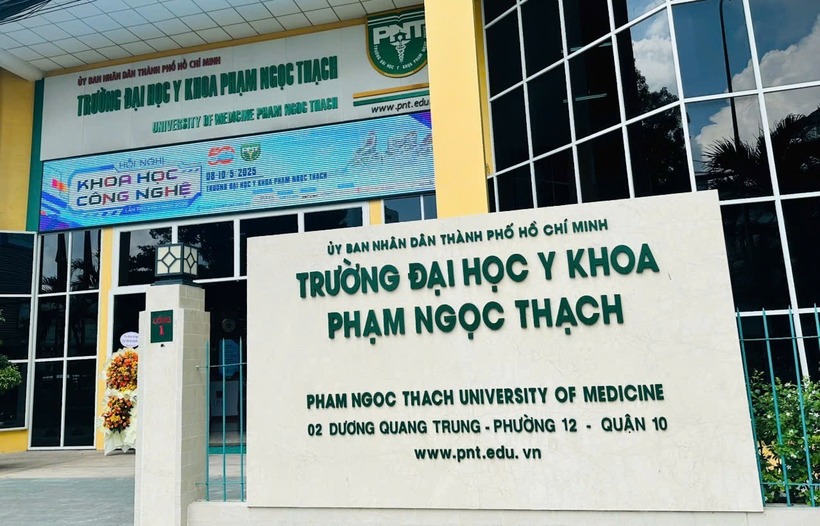 ỦY BAN NHÂN DÂN THÀNH PHỐ HỒ CHÍ MINH
TRƯỜNG ĐẠI HỌC Y KHOA PHẠM NGỌC THẠCH
UNIVERSITY OF MEDICINE PHAM NGOC THACH
PNT
www.pnt.edu.
HỘI NGHỊ
KHOA HỌC
CÔNG NGHỆ
08-10/5/2025
TRƯỜNG ĐẠI HỌC Y KHOA PHẠM NGỌC THẠCH
CỔNG
1
ỦY BAN NHÂN DÂN THÀNH PHỐ HỒ CHÍ MINH
TRƯỜNG ĐẠI HỌC Y KHOA
PHẠM NGỌC THẠCH
PHAM NGOC THACH UNIVERSITY OF MEDICINE
02 DƯƠNG QUANG TRUNG - PHƯỜNG 12 - QUẬN 10
www.pnt.edu. vn